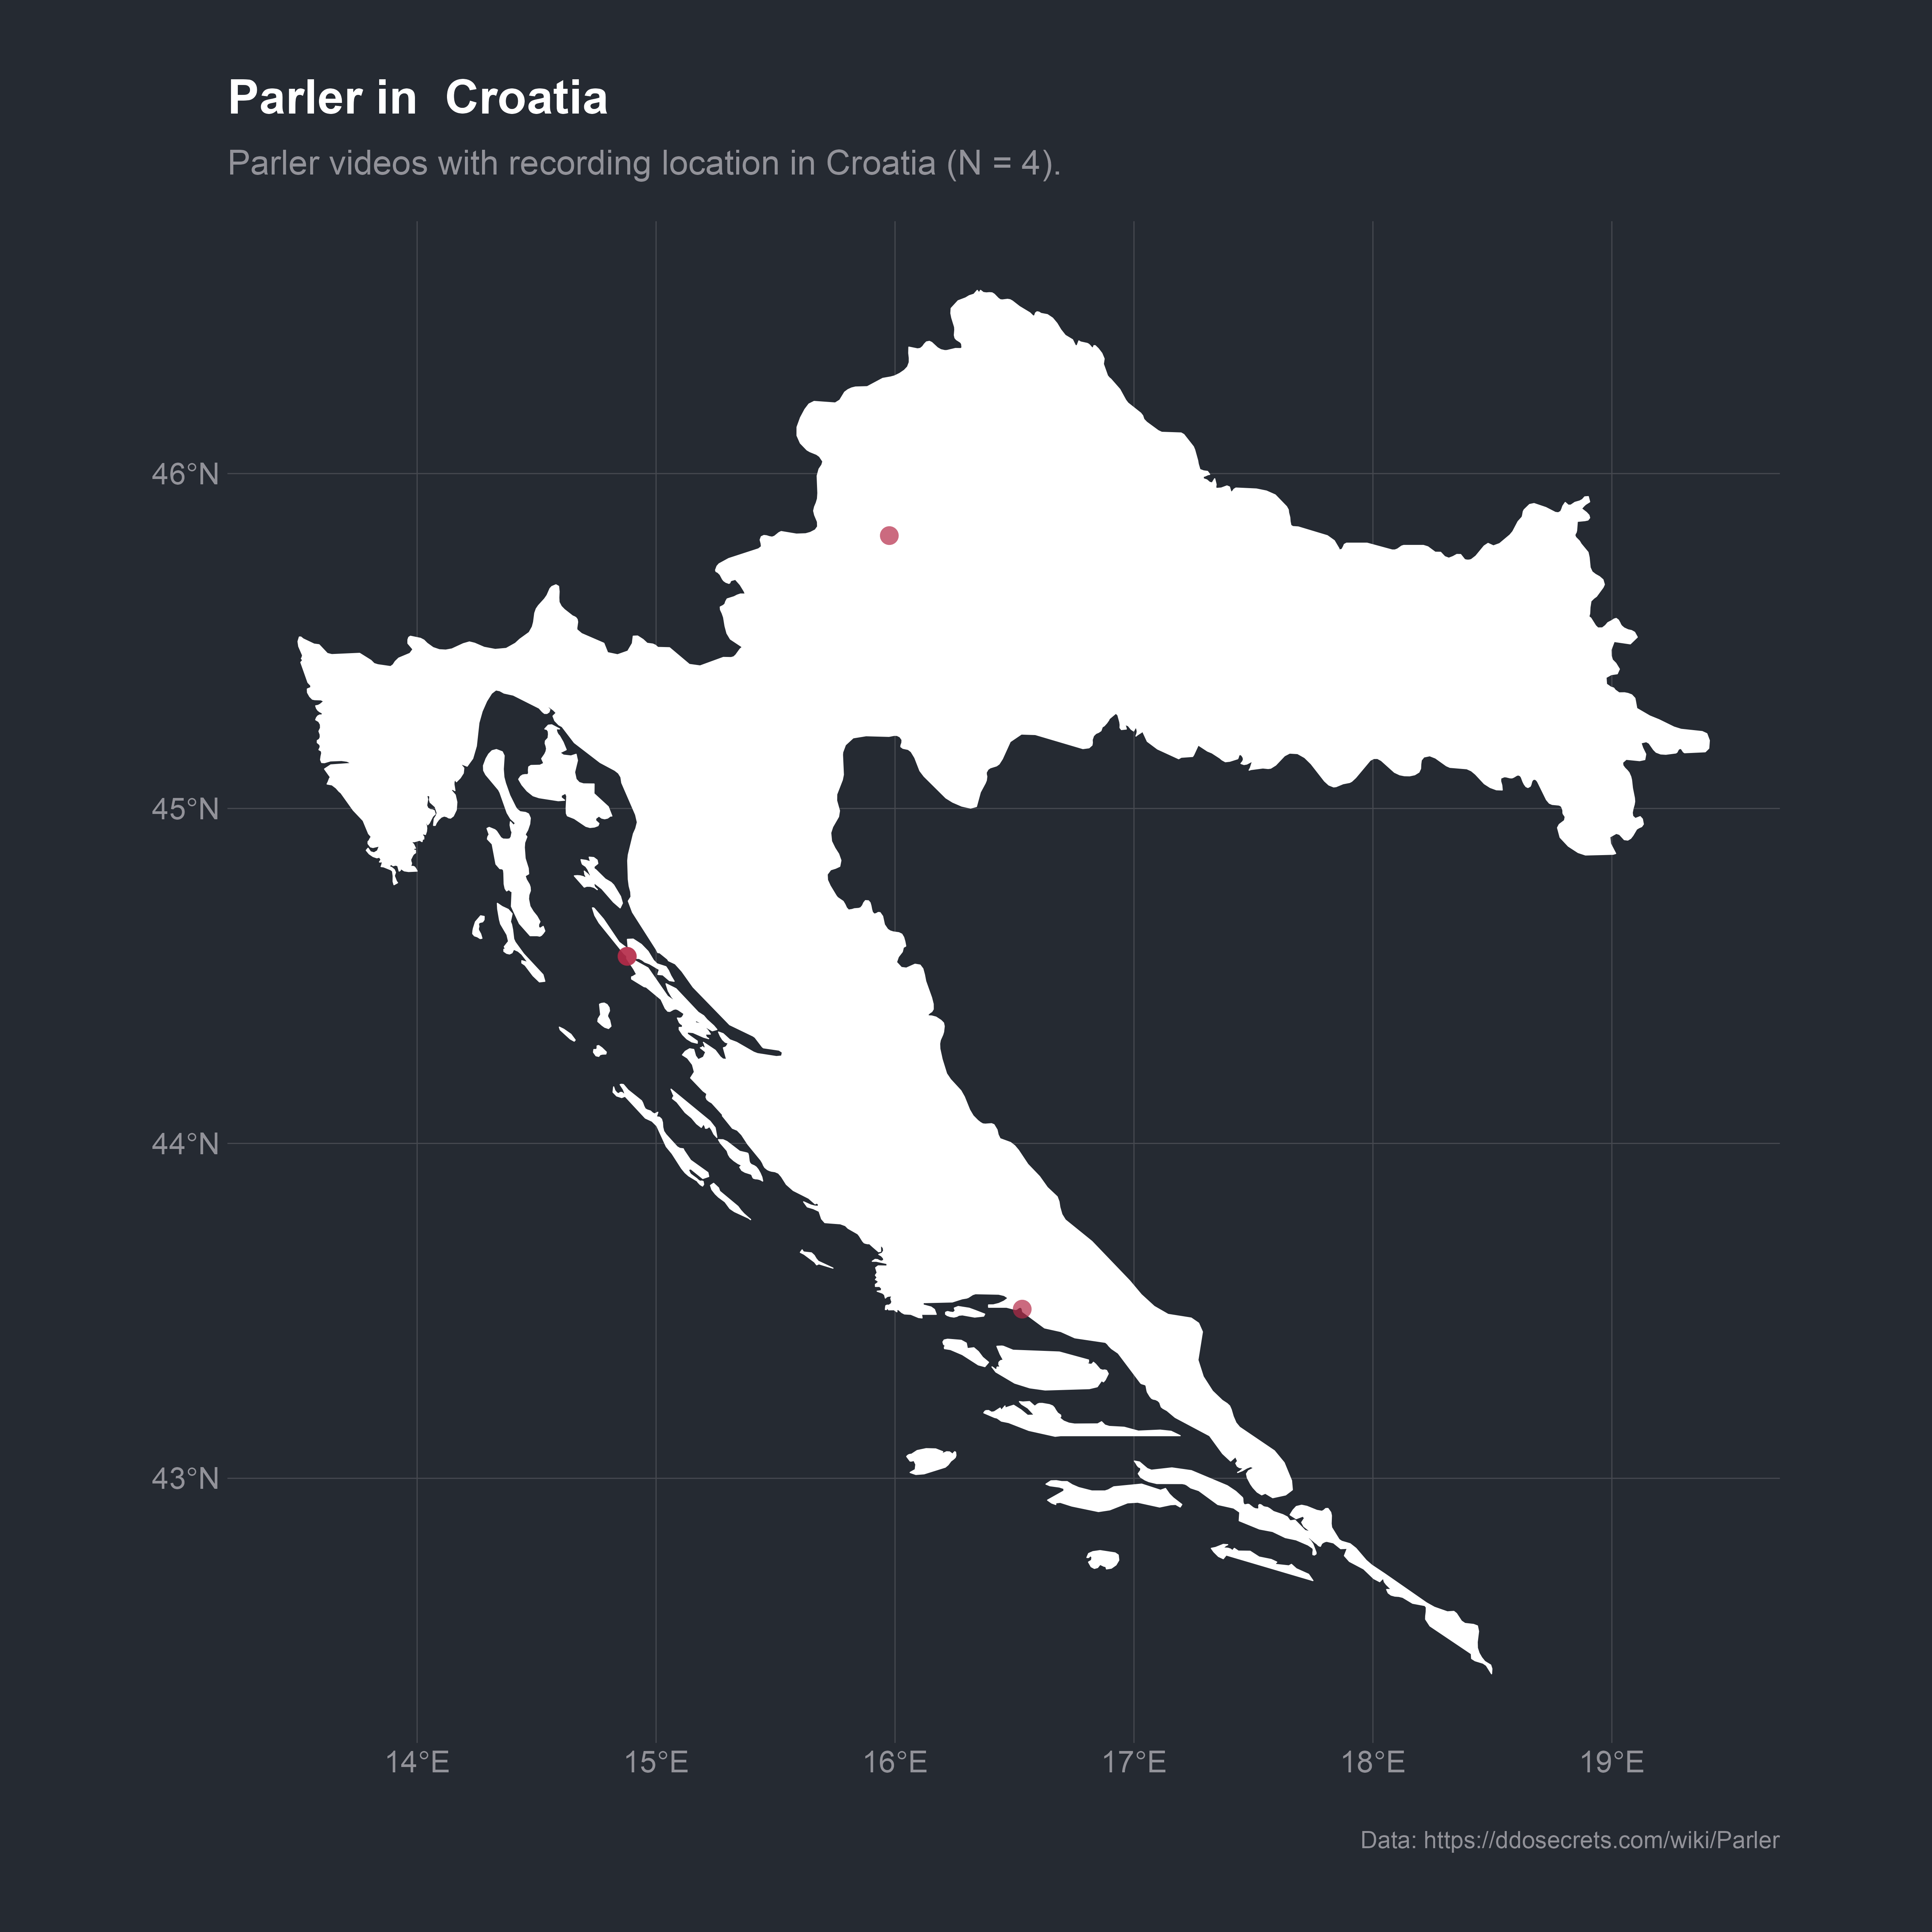 Parler in  Croatia
Parler videos with recording location in Croatia (N = 4).
46°N
45°N
44°N
43°N
14°E 15°E 16°E 17°E 18°E 19°E
Data: https://ddosecrets.com/wiki/Parler